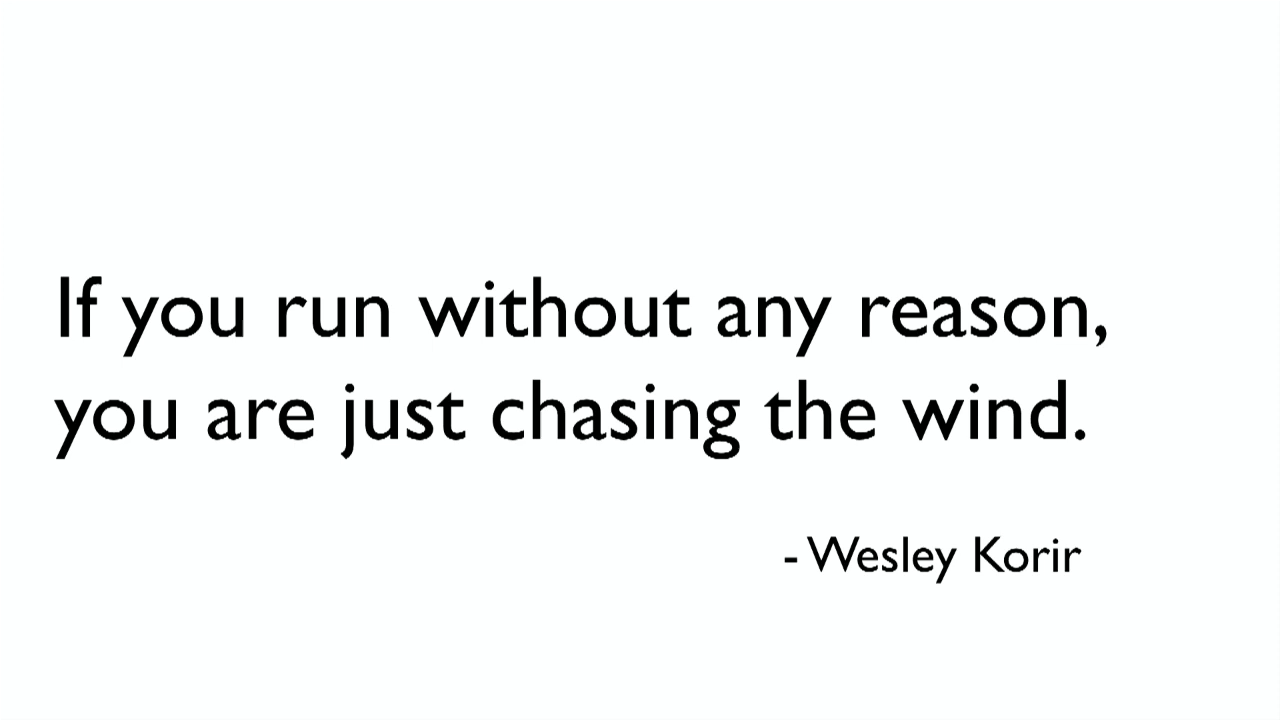 If you run without any reason,
you are just chasing the wind.
- Wesley Korir